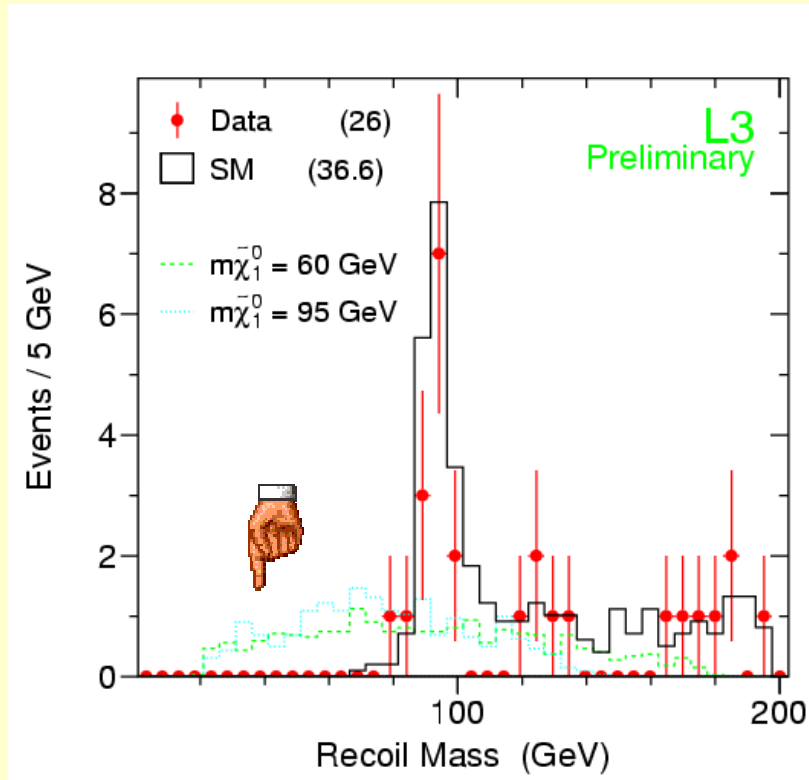 Data (26)
SM (36.6)
mχ̃⁰₁ = 60 GeV
mχ̃⁰₁ = 95 GeV
L3
Preliminary
8
6
4
2
0
100 200
Events / 5 GeV
Recoil Mass (GeV)